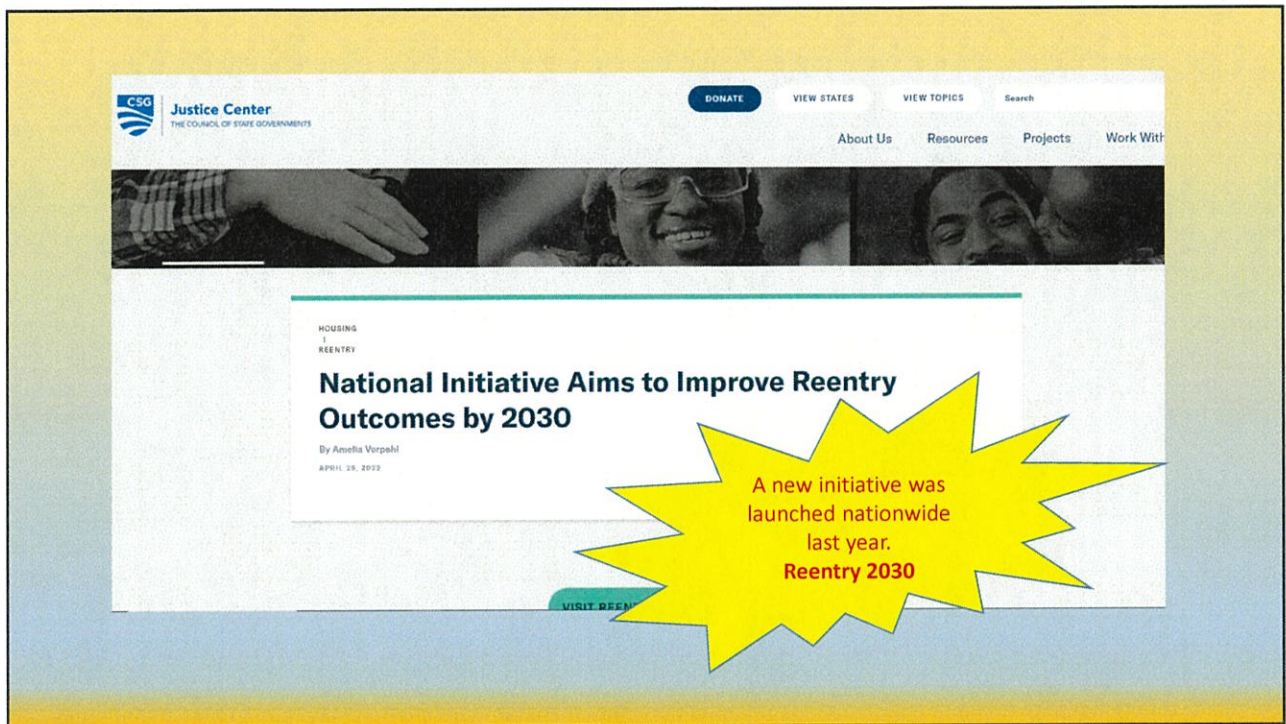 CSG
Justice Center
THE COUNCIL OF STATE GOVERNMENTS
DONATE
VIEW STATES
VIEW TOPICS
Search
About Us
Resources
Projects
Work With
HOUSING
REENTRY
National Initiative Aims to Improve Reentry
Outcomes by 2030
By Amelia Vorpahl
APRIL 25, 2022
A new initiative was
launched nationwide
last year.
Reentry 2030
VISIT REEN